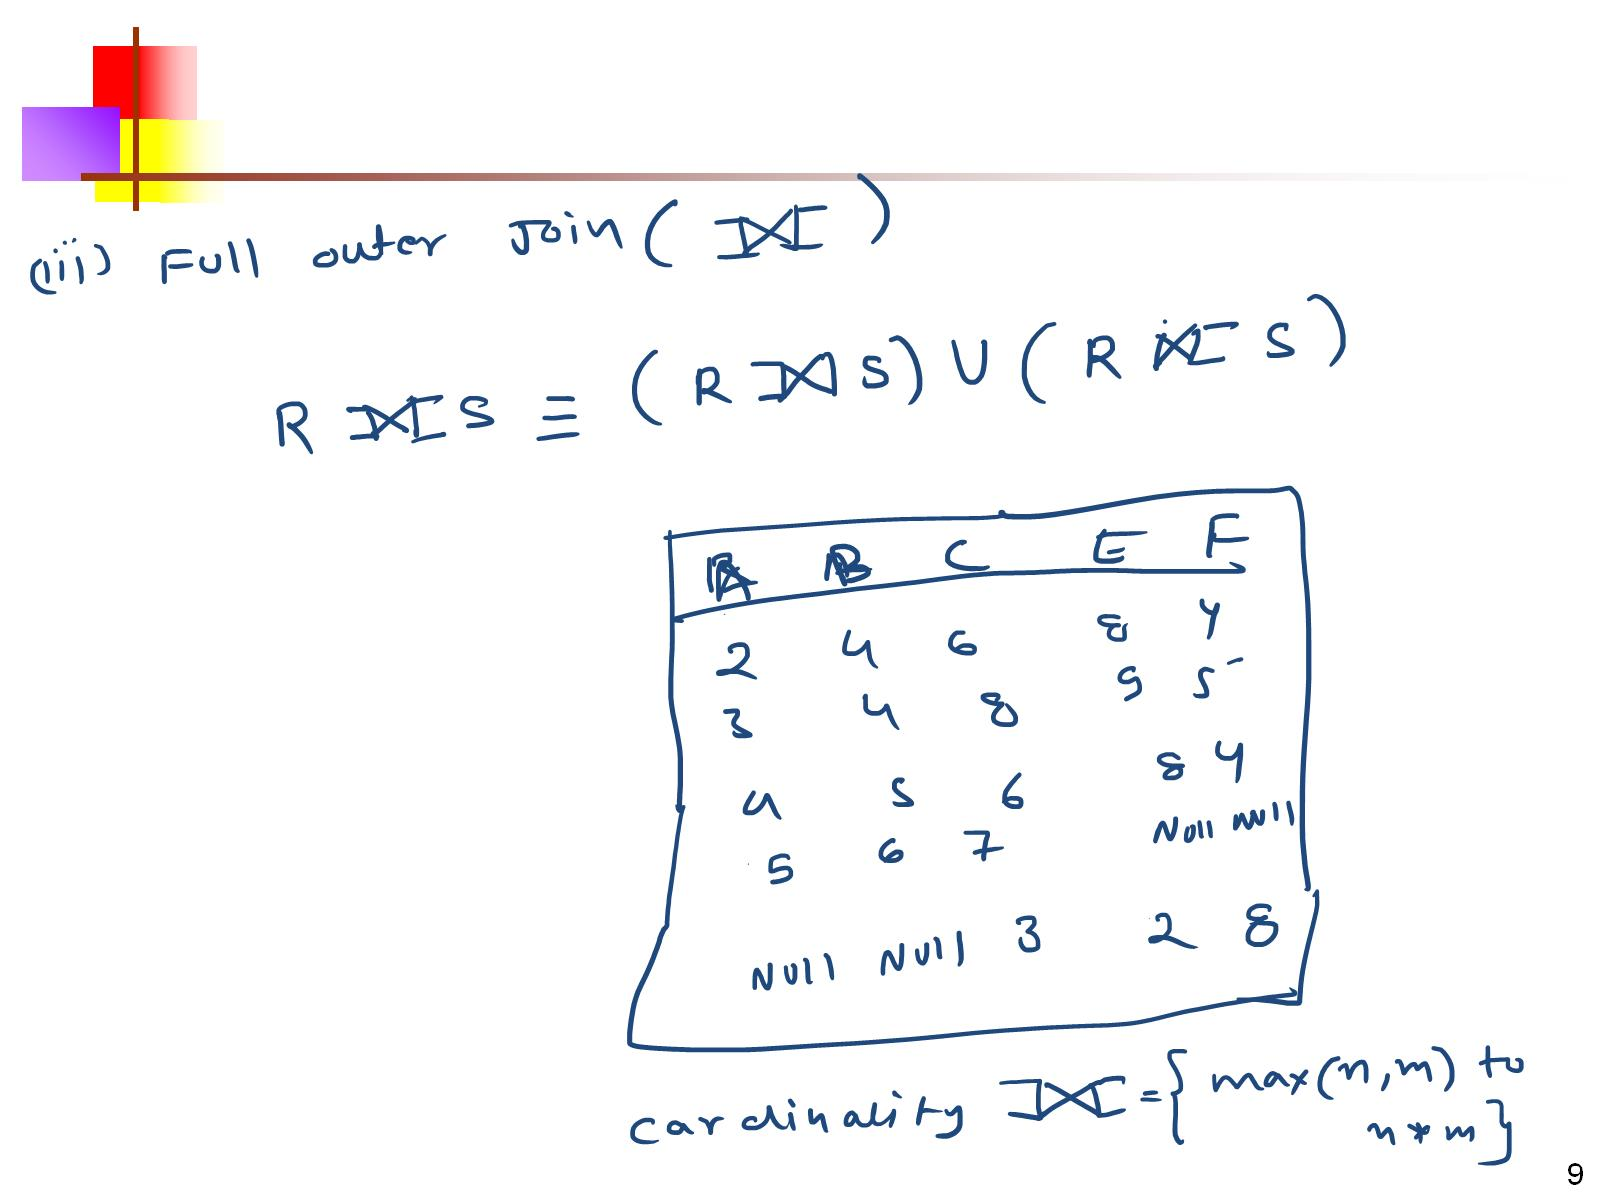 (iii) Full outer Join ( ⟗ )
R ⟗ S ≡ (R ⟕ S) ∪ (R ⟖ S)
A B C E F
2 4 6 8 4
3 4 8 5 5
4 5 6 8 4
5 6 7 Null Null
Null Null 3 2 8
cardinality ⟗ = { max(n,m) to
n * m }
9